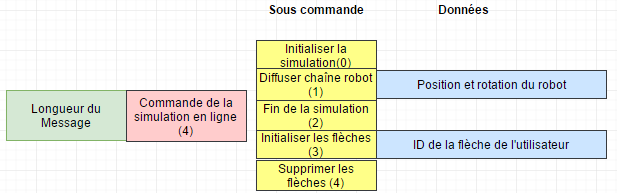 Sous commande
Données
Initialiser la
simulation(0)
Diffuser chaîne robot
(1)
Position et rotation du robot
Longueur du
Message
Commande de la
simulation en ligne
(4)
Fin de la simulation
(2)
Initialiser les flèches
(3)
ID de la flèche de l'utilisateur
Supprimer les
flèches (4)